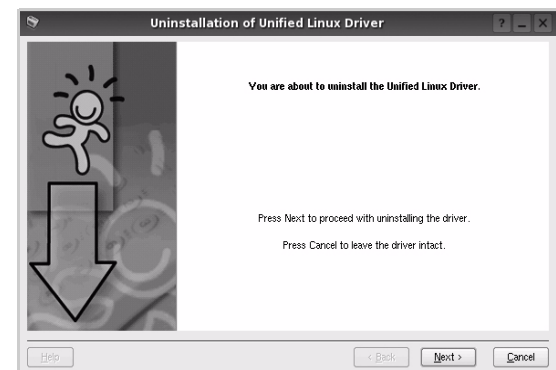 Uninstallation of Unified Linux Driver
You are about to uninstall the Unified Linux Driver.
Press Next to proceed with uninstalling the driver.
Press Cancel to leave the driver intact.
Help
< Back
Next >
Cancel